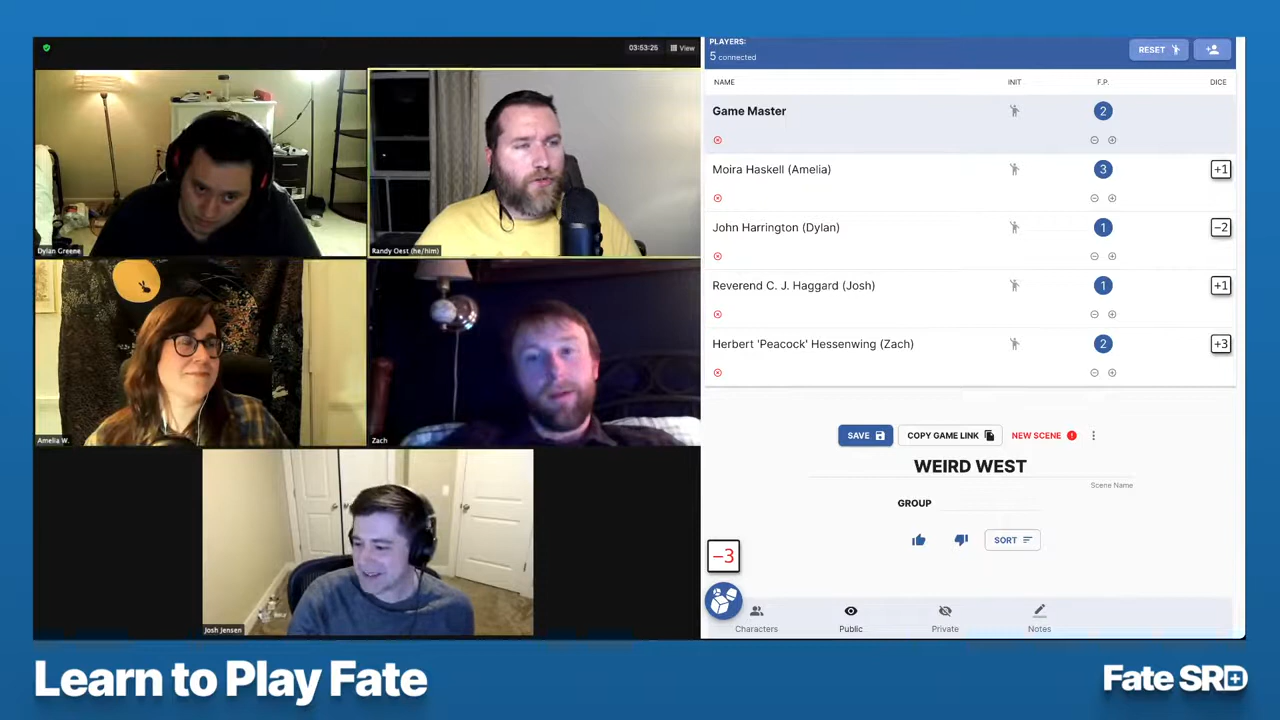 03:53:25 View
Dylan Greene
Randy Oest (he/him)
Amelia W.
Zach
Josh Jensen
PLAYERS:
5 connected
RESET
NAME INIT F.P. DICE
Game Master 2
Moira Haskell (Amelia) 3 +1
John Harrington (Dylan) 1 −2
Reverend C. J. Haggard (Josh) 1 +1
Herbert 'Peacock' Hessenwing (Zach) 2 +3
SAVE COPY GAME LINK NEW SCENE
WEIRD WEST
Scene Name
GROUP
SORT
−3
Characters Public Private Notes
Learn to Play Fate
Fate SRD